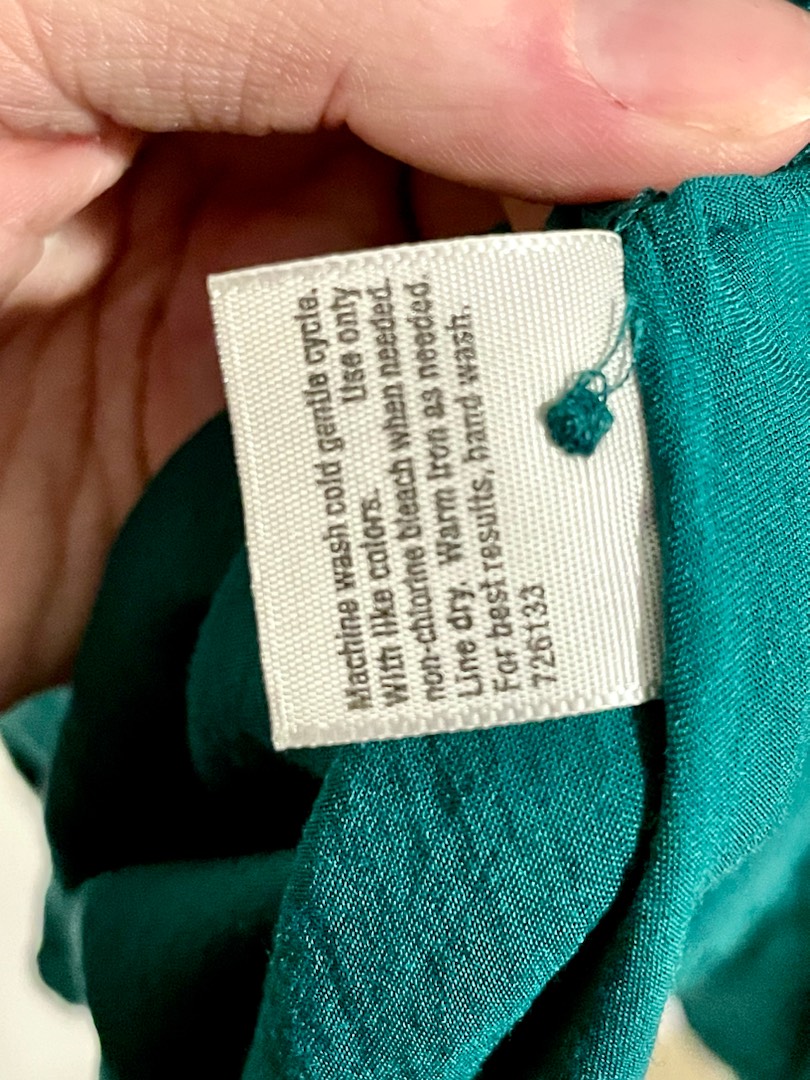 Machine wash cold gentle cycle.
With like colors. Use only
non-chlorine bleach when needed.
Line dry. Warm Iron as needed.
For best results, hand wash.
726133